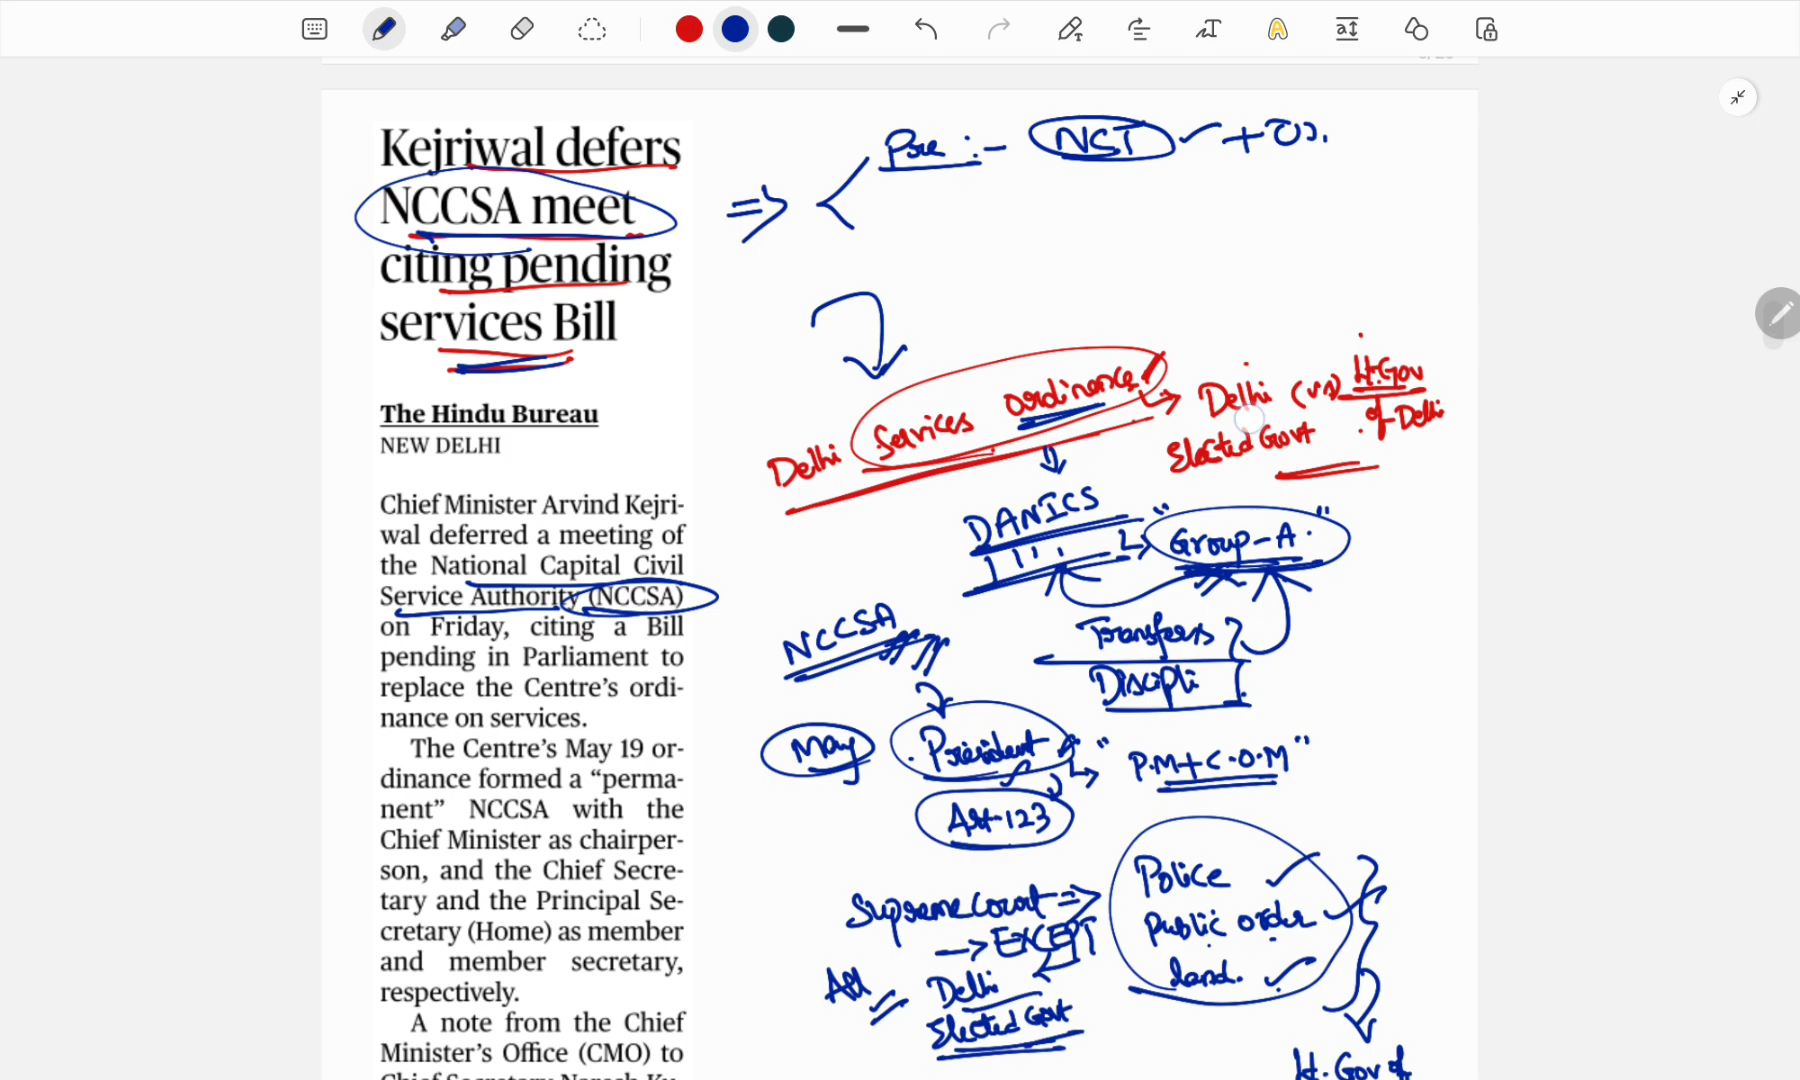 Kejriwal defers
NCCSA meet
citing pending
services Bill
The Hindu Bureau
NEW DELHI
Chief Minister Arvind Kejri-
wal deferred a meeting of
the National Capital Civil
Service Authority (NCCSA)
on Friday, citing a Bill
pending in Parliament to
replace the Centre's ordi-
nance on services.
The Centre's May 19 or-
dinance formed a “perma-
nent” NCCSA with the
Chief Minister as chairper-
son, and the Chief Secre-
tary and the Principal Se-
cretary (Home) as member
and member secretary,
respectively.
A note from the Chief
Minister's Office (CMO) to
Pre :- NST
Delhi Services ordinance
Delhi (vs) Lt. Gov
Elected Govt of Delhi
DANICS
"Group-A"
NCCSA
Transfers
Discipli
May
President
"P.M+C.O.M"
Art-123
Supreme Court =>
-> EXCEPT
Police
Public order
land.
All
Delhi
Elected Govt
Lt. Gov of